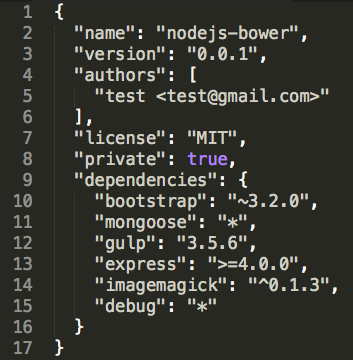 1 {
2   "name": "nodejs-bower",
3   "version": "0.0.1",
4   "authors": [
5     "test <test@gmail.com>"
6   ],
7   "license": "MIT",
8   "private": true,
9   "dependencies": {
10     "bootstrap": "~3.2.0",
11     "mongoose": "*",
12     "gulp": "3.5.6",
13     "express": ">=4.0.0",
14     "imagemagick": "^0.1.3",
15     "debug": "*"
16   }
17 }